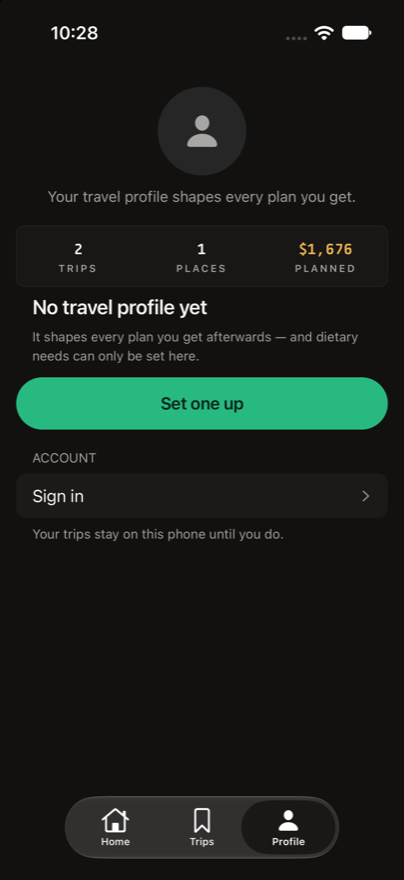 10:28
Your travel profile shapes every plan you get.
2 1 $1,676
TRIPS PLACES PLANNED
No travel profile yet
It shapes every plan you get afterwards — and dietary
needs can only be set here.
Set one up
ACCOUNT
Sign in
Your trips stay on this phone until you do.
Home Trips Profile